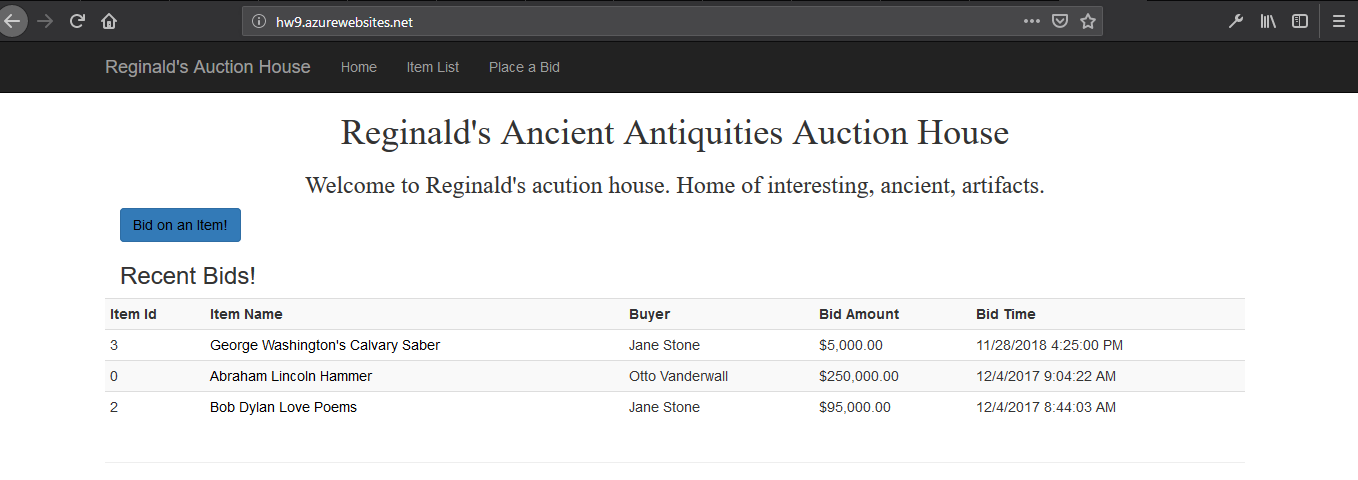 hw9.azurewebsites.net
Reginald's Auction House Home Item List Place a Bid
Reginald's Ancient Antiquities Auction House
Welcome to Reginald's acution house. Home of interesting, ancient, artifacts.
Bid on an Item!
Recent Bids!
Item Id Item Name Buyer Bid Amount Bid Time
3 George Washington's Calvary Saber Jane Stone $5,000.00 11/28/2018 4:25:00 PM
0 Abraham Lincoln Hammer Otto Vanderwall $250,000.00 12/4/2017 9:04:22 AM
2 Bob Dylan Love Poems Jane Stone $95,000.00 12/4/2017 8:44:03 AM